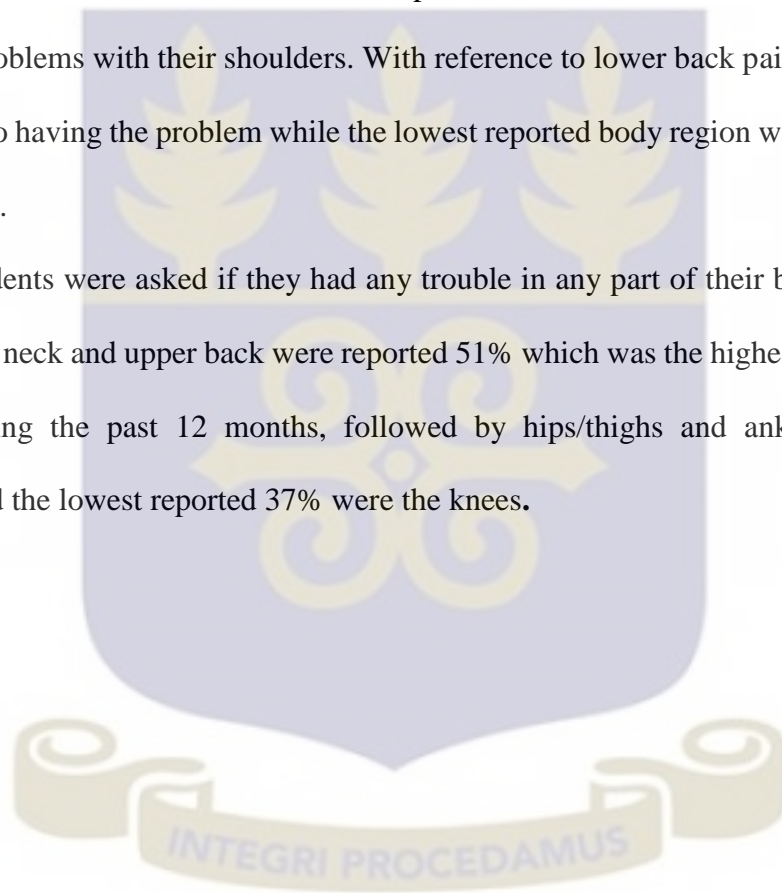 oblems with their shoulders. With reference to lower back pai
o having the problem while the lowest reported body region w
.
dents were asked if they had any trouble in any part of their b
neck and upper back were reported 51% which was the highe
ing the past 12 months, followed by hips/thighs and ank
d the lowest reported 37% were the knees.
INTEGRI PROCEDAMUS